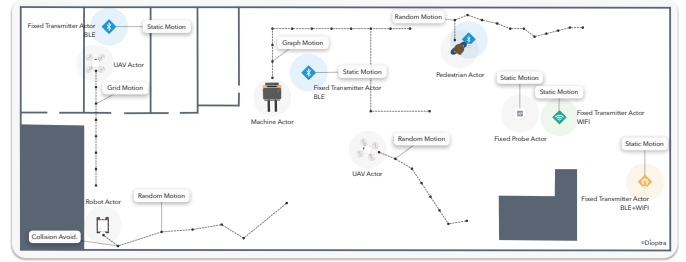 Fixed Transmitter Actor
BLE
Static Motion
UAV Actor
Grid Motion
Random Motion
Graph Motion
Static Motion
Fixed Transmitter Actor
BLE
Machine Actor
Pedestrian Actor
Static Motion
Static Motion
Fixed Transmitter Actor
WIFI
Fixed Probe Actor
Random Motion
UAV Actor
Static Motion
Fixed Transmitter Actor
BLE+WIFI
Robot Actor
Random Motion
Collision Avoid.
©Dioptra